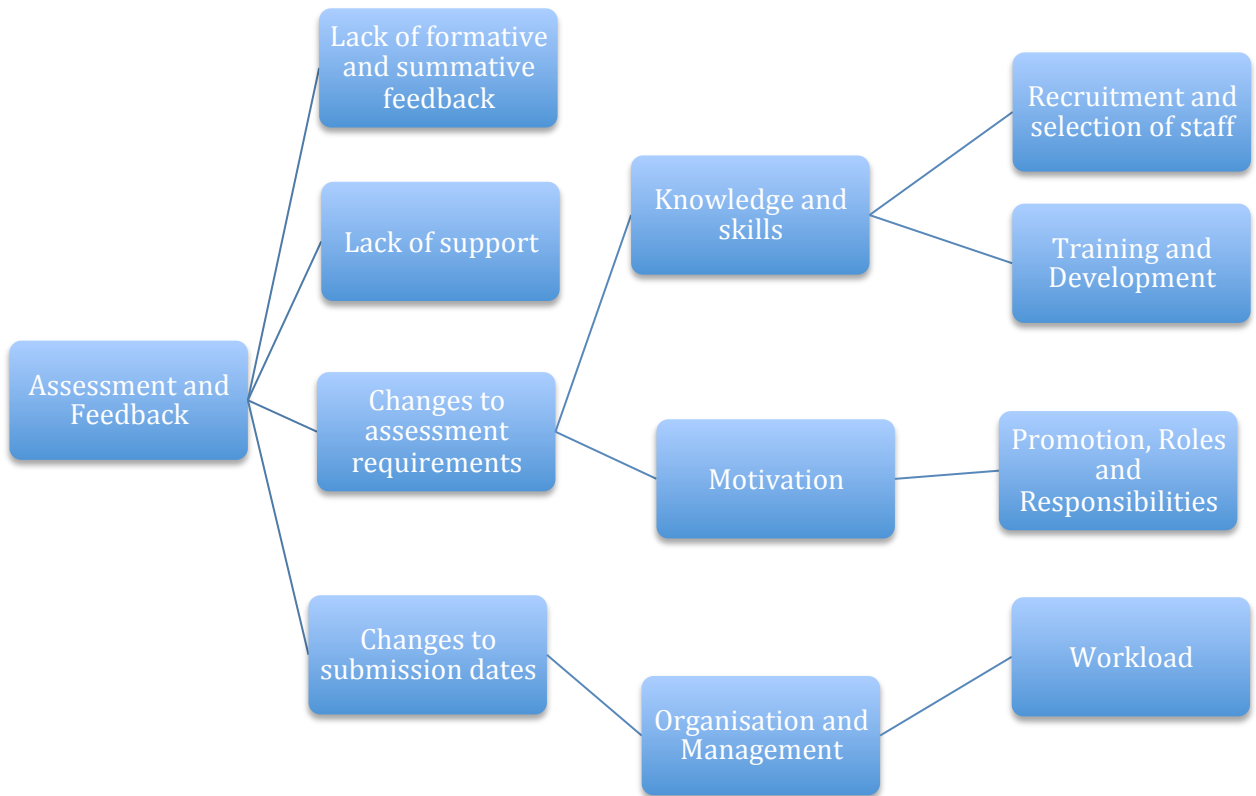 Lack of formative
and summative
feedback
Lack of support
Assessment and
Feedback
Changes to
assessment
requirements
Changes to
submission dates
Knowledge and
skills
Motivation
Organisation and
Management
Recruitment and
selection of staff
Training and
Development
Promotion, Roles
and
Responsibilities
Workload